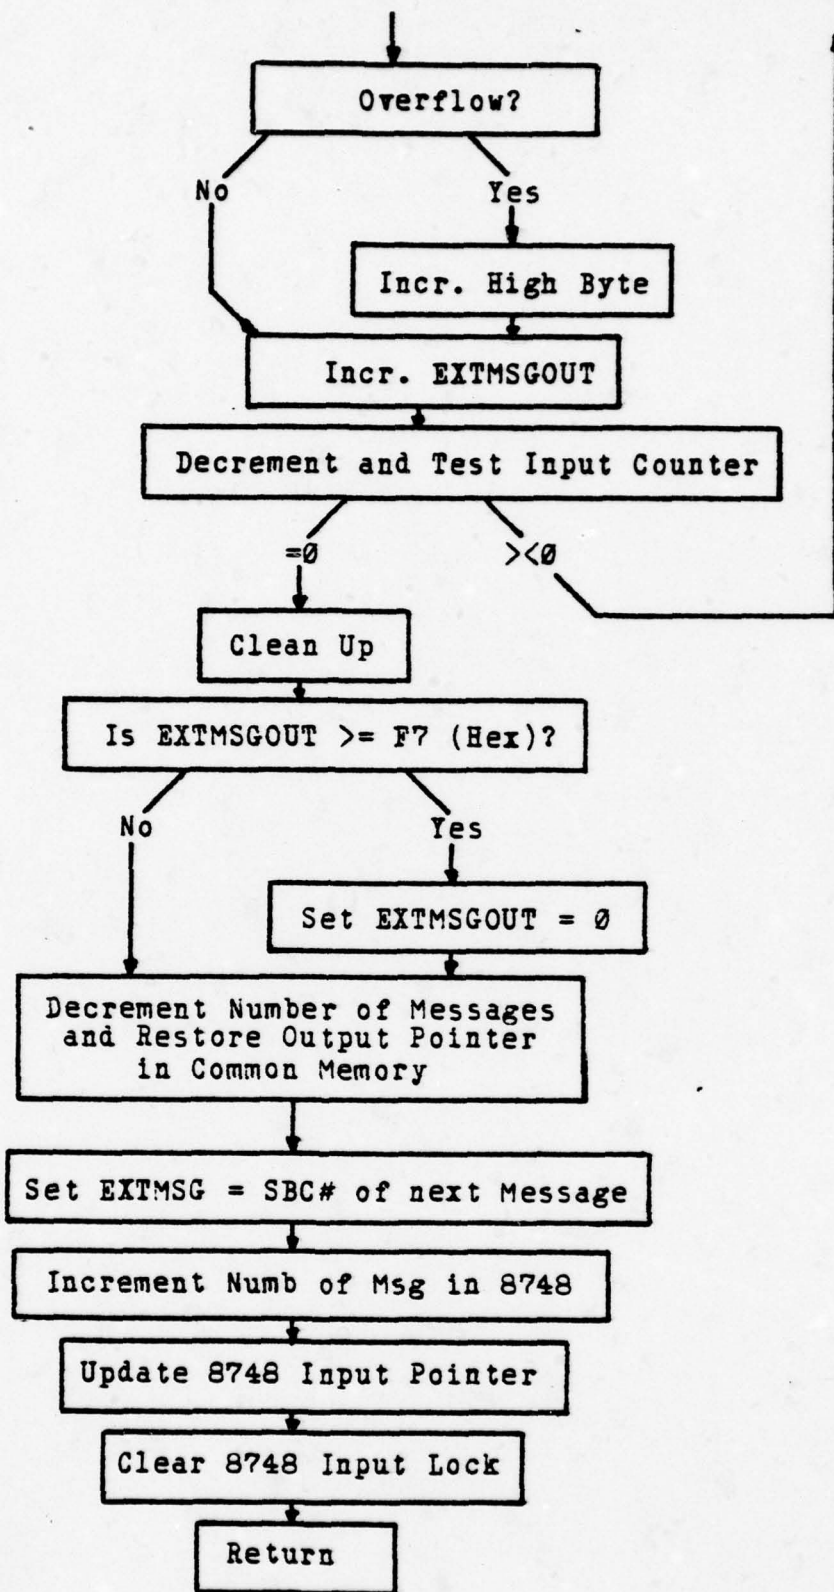 Overflow?
No
Yes
Incr. High Byte
Incr. EXTMSGOUT
Decrement and Test Input Counter
=0
><0
Clean Up
Is EXTMSGOUT >= F7 (Hex)?
No
Yes
Set EXTMSGOUT = 0
Decrement Number of Messages
and Restore Output Pointer
in Common Memory
Set EXTMSG = SBC# of next Message
Increment Numb of Msg in 8748
Update 8748 Input Pointer
Clear 8748 Input Lock
Return